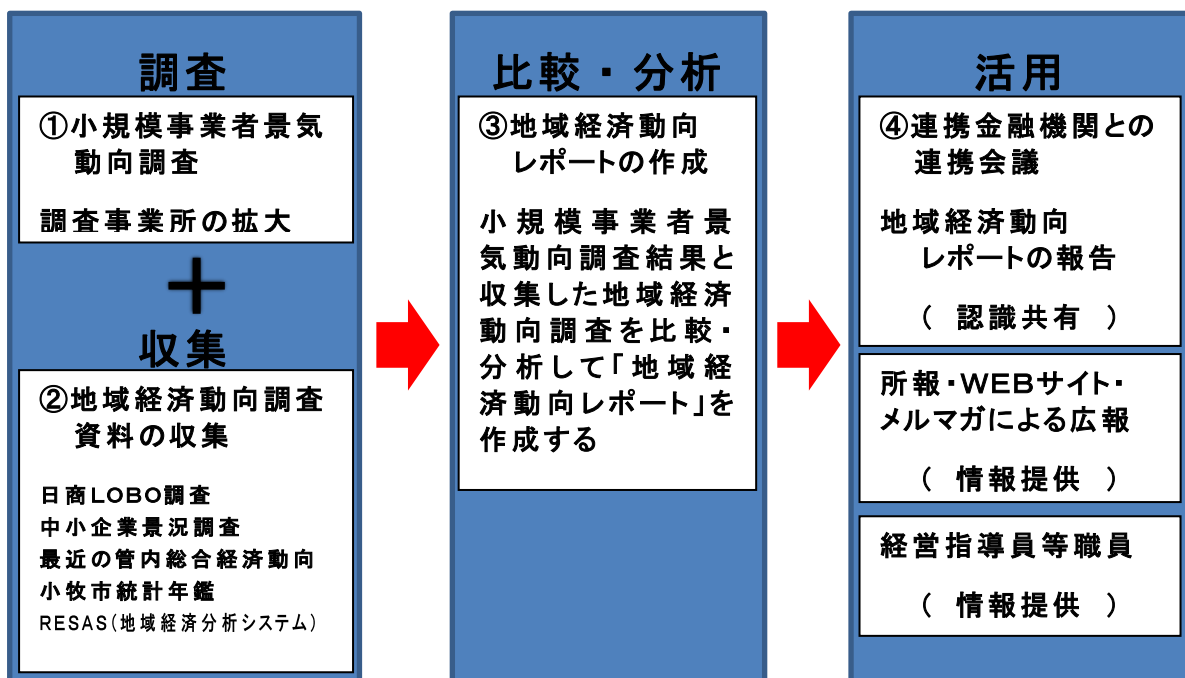 調査
①小規模事業者景気
動向調査
調査事業所の拡大
＋
収集
②地域経済動向調査
資料の収集
日商LOBO調査
中小企業景況調査
最近の管内総合経済動向
小牧市統計年鑑
RESAS(地域経済分析システム)
比較・分析
③地域経済動向
レポートの作成
小規模事業者景
気動向調査結果と
収集した地域経済
動向調査を比較・
分析して「地域経
済動向レポート」を
作成する
活用
④連携金融機関との
連携会議
地域経済動向
レポートの報告
（ 認識共有 ）
所報・WEBサイト・
メルマガによる広報
（ 情報提供 ）
経営指導員等職員
（ 情報提供 ）